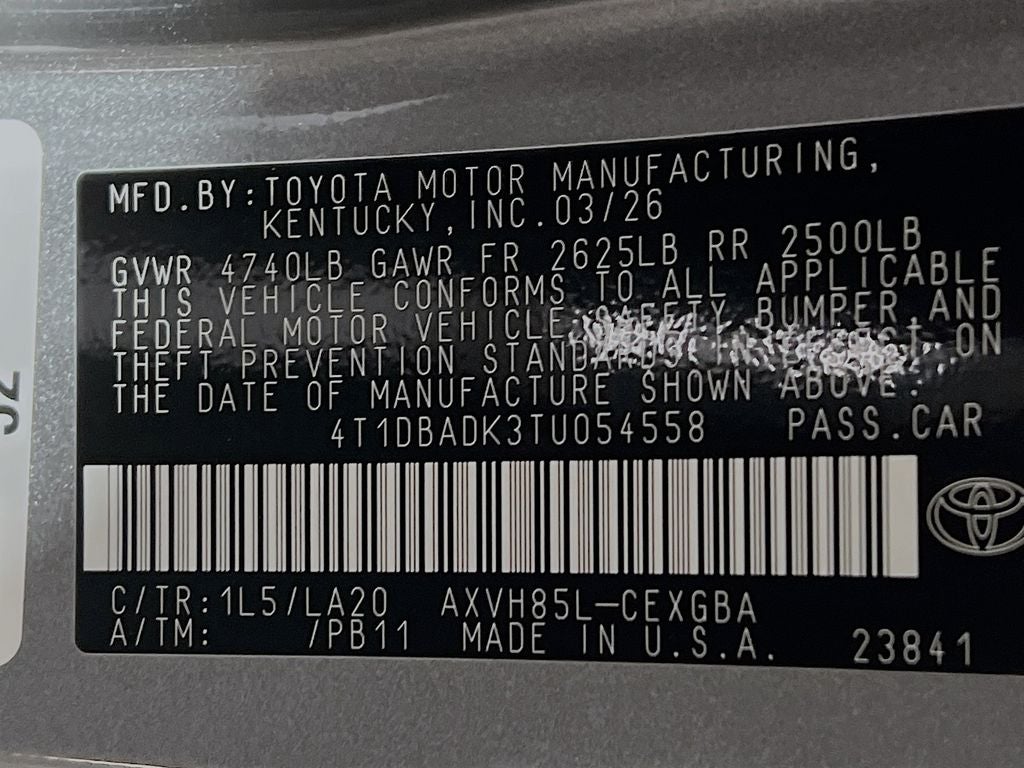 MFD.BY:TOYOTA MOTOR MANUFACTURING,
KENTUCKY,INC.03/26
GVWR 4740LB GAWR FR 2625LB RR 2500LB
THIS VEHICLE CONFORMS TO ALL APPLICABLE
FEDERAL MOTOR VEHICLE SAFETY BUMPER,AND
THEFT PREVENTION STANDARDS IN EFFECT ON
THE DATE OF MANUFACTURE SHOWN ABOVE.
4T1DBADK3TU054558 PASS.CAR
C/TR:1L5/LA20 AXVH85L-CEXGBA
A/TM: /PB11 MADE IN U.S.A. 23841